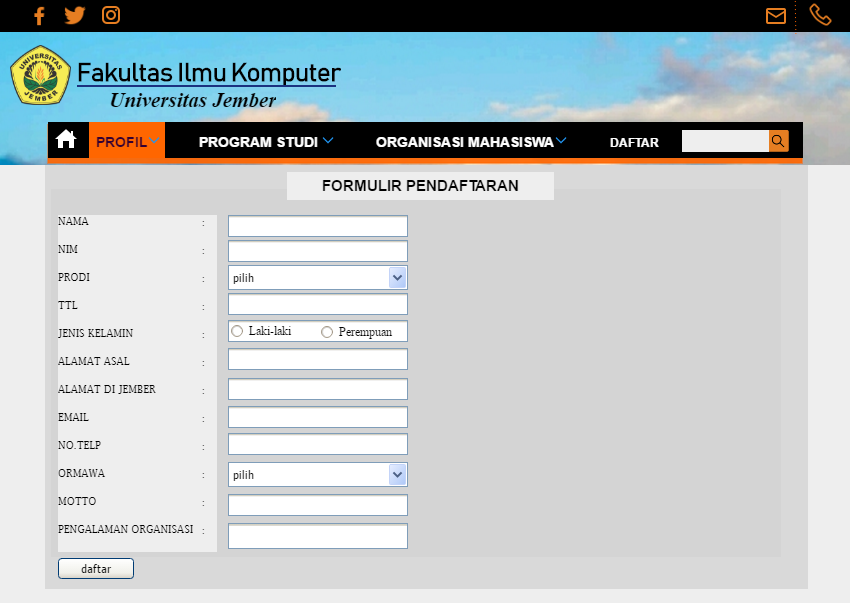 UNIVERSITAS
JEMBER
Fakultas Ilmu Komputer
Universitas Jember
PROFIL PROGRAM STUDI ORGANISASI MAHASISWA DAFTAR
FORMULIR PENDAFTARAN
NAMA :
NIM :
PRODI : pilih
TTL :
JENIS KELAMIN : Laki-laki Perempuan
ALAMAT ASAL :
ALAMAT DI JEMBER :
EMAIL :
NO.TELP :
ORMAWA : pilih
MOTTO :
PENGALAMAN ORGANISASI :
daftar